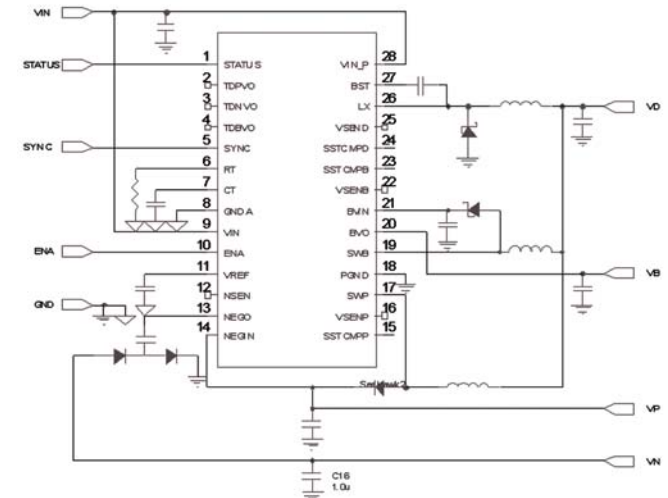 VIN
STATUS
SYNC
ENA
GND
1 STATUS
2 TDPVO
3 TDNVO
4 TDBVO
5 SYNC
6 RT
7 CT
8 GNDA
9 VIN
10 ENA
11 VREF
12 NSEN
13 NEGO
14 NEGIN
VIN_P 28
BST 27
LX 26
VSEND 25
SSTCMPD 24
SSTCMPB 23
VSENB 22
BVIN 21
BVO 20
SWB 19
PGND 18
SWP 17
VSENP 16
SSTCMPP 15
VD
VB
VP
VN
C16
1.0u